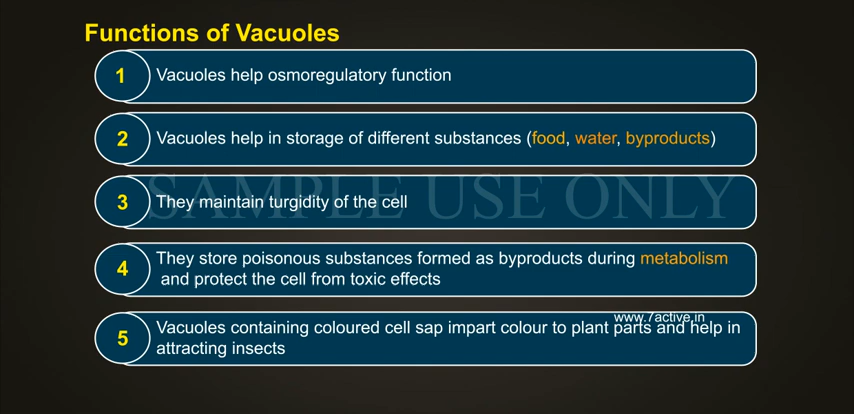 Functions of Vacuoles
1 Vacuoles help osmoregulatory function
2 Vacuoles help in storage of different substances (food, water, byproducts)
SAMPLE USE ONLY
3 They maintain turgidity of the cell
4 They store poisonous substances formed as byproducts during metabolism
and protect the cell from toxic effects
www.7active.in
5 Vacuoles containing coloured cell sap impart colour to plant parts and help in
attracting insects